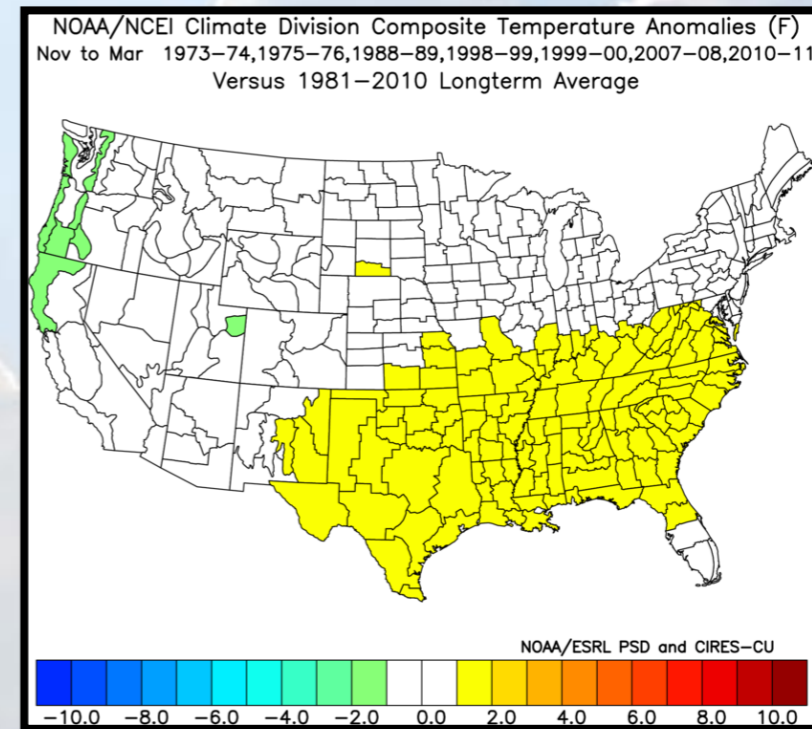 NOAA/NCEI Climate Division Composite Temperature Anomalies (F)
Nov to Mar 1973−74,1975−76,1988−89,1998−99,1999−00,2007−08,2010−11
Versus 1981−2010 Longterm Average
NOAA/ESRL PSD and CIRES−CU
−10.0 −8.0 −6.0 −4.0 −2.0 0.0 2.0 4.0 6.0 8.0 10.0